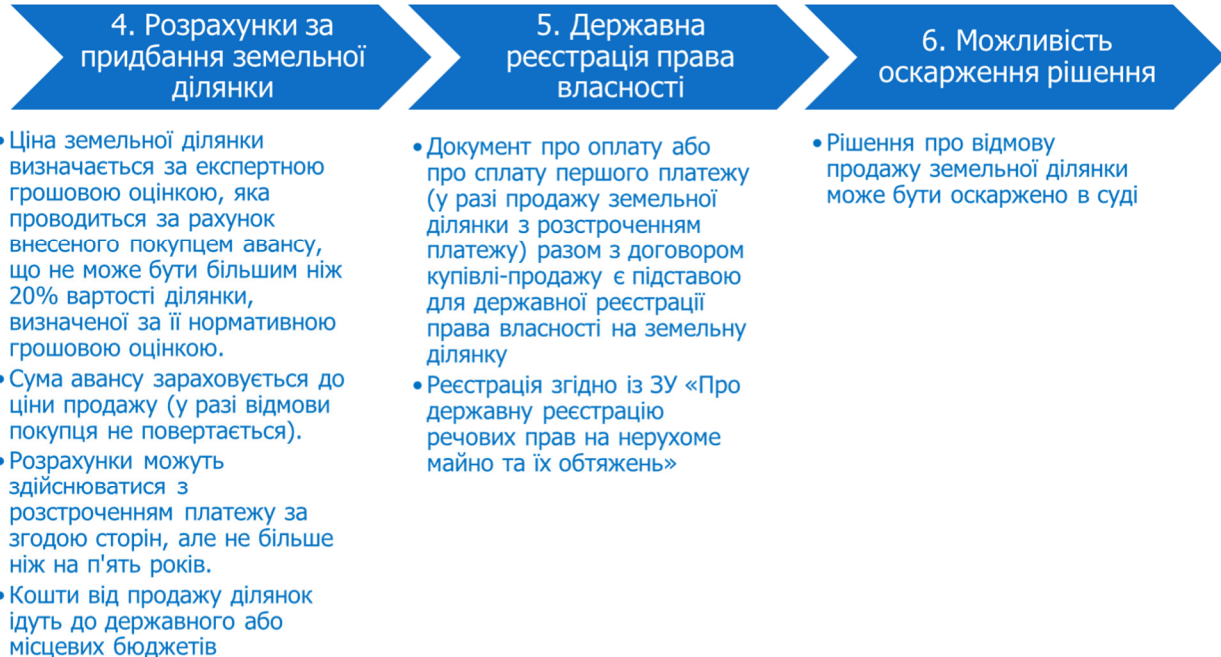 4. Розрахунки за
придбання земельної
ділянки
• Ціна земельної ділянки
визначається за експертною
грошовою оцінкою, яка
проводиться за рахунок
внесеного покупцем авансу,
що не може бути більшим ніж
20% вартості ділянки,
визначеної за її нормативною
грошовою оцінкою.
• Сума авансу зараховується до
ціни продажу (у разі відмови
покупця не повертається).
• Розрахунки можуть
здійснюватися з
розстроченням платежу за
згодою сторін, але не більше
ніж на п'ять років.
• Кошти від продажу ділянок
ідуть до державного або
місцевих бюджетів
5. Державна
реєстрація права
власності
• Документ про оплату або
про сплату першого платежу
(у разі продажу земельної
ділянки з розстроченням
платежу) разом з договором
купівлі-продажу є підставою
для державної реєстрації
права власності на земельну
ділянку
• Реєстрація згідно із ЗУ «Про
державну реєстрацію
речових прав на нерухоме
майно та їх обтяжень»
6. Можливість
оскарження рішення
• Рішення про відмову
продажу земельної ділянки
може бути оскаржено в суді